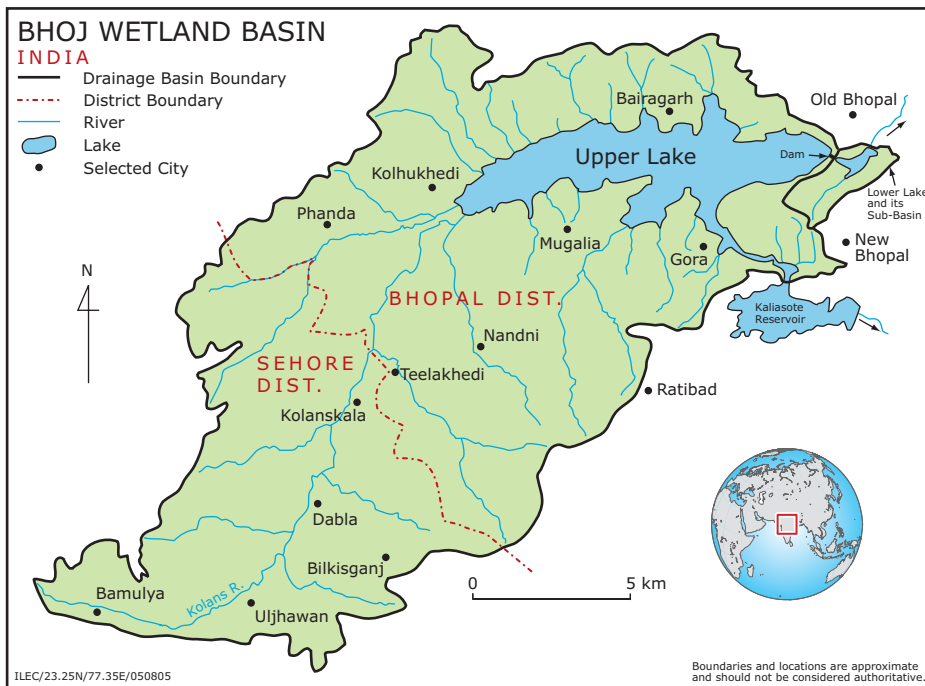 BHOJ WETLAND BASIN
INDIA
Drainage Basin Boundary
District Boundary
River
Lake
Selected City
Bairagarh
Old Bhopal
Upper Lake
Dam
Kolhukhedi
Lower Lake
and its
Sub-Basin
Phanda
Mugalia
New
Bhopal
Gora
N
BHOPAL DIST.
Kaliasote
Reservoir
Nandni
SEHORE
DIST.
Teelakhedi
Ratibad
Kolanskala
Dabla
Bilkisganj
0 5 km
Bamulya
Kolans R.
Uljhawan
ILEC/23.25N/77.35E/050805
Boundaries and locations are approximate
and should not be considered authoritative.